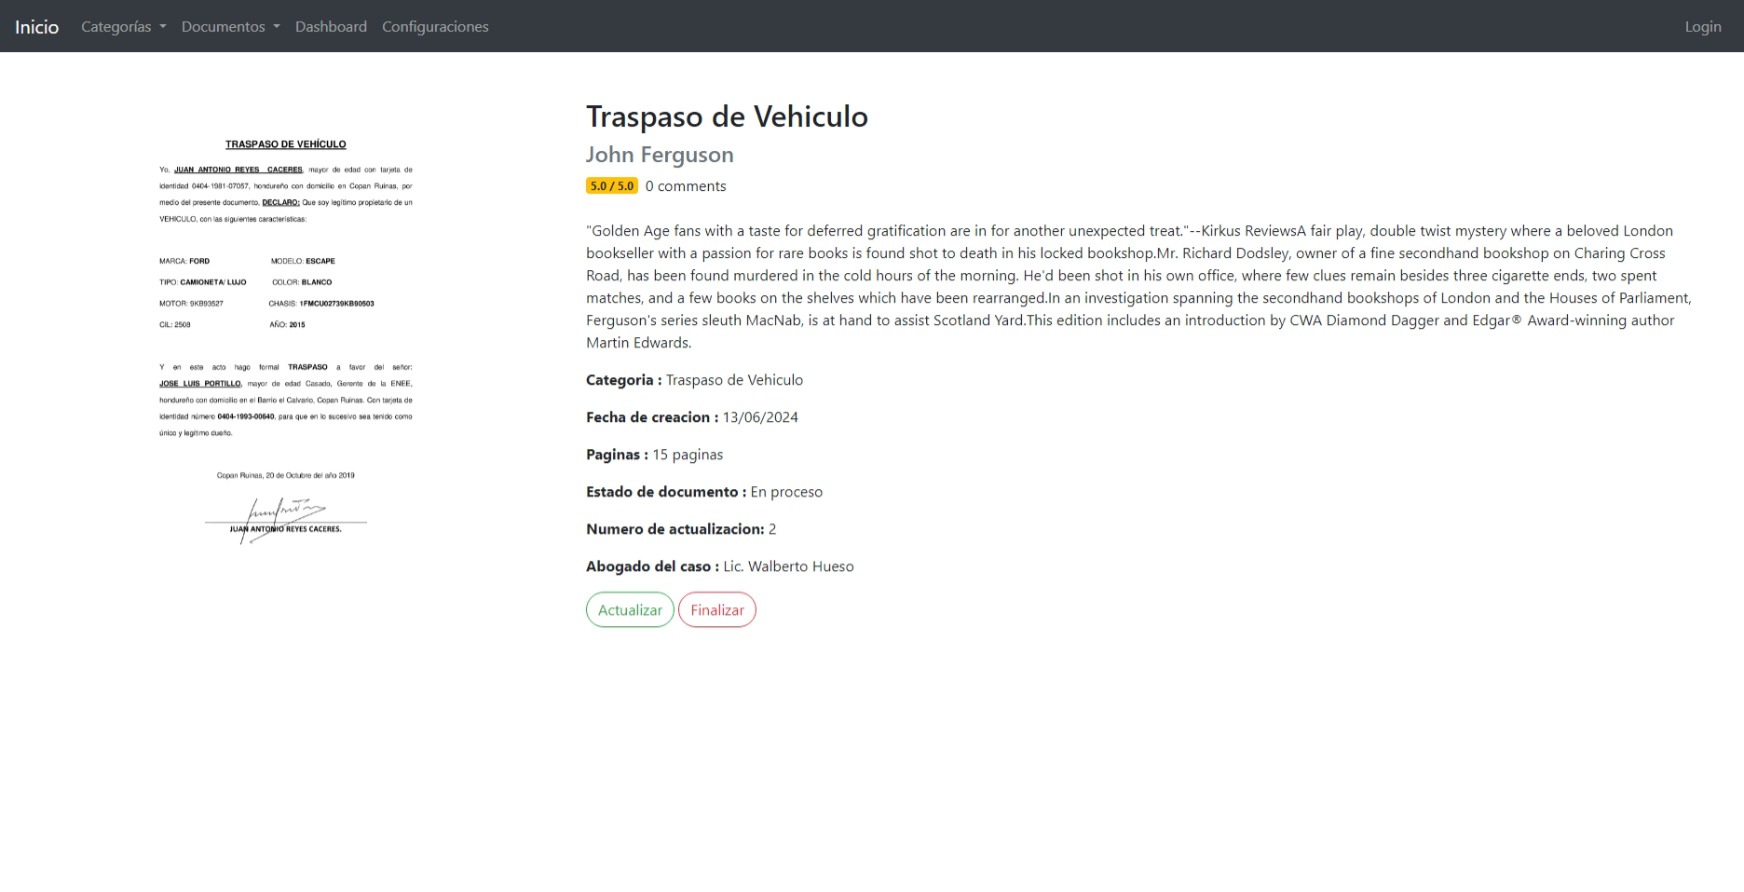 Inicio Categorías Documentos Dashboard Configuraciones Login
TRASPASO DE VEHÍCULO
Yo, JUAN ANTONIO REYES CACERES, mayor de edad con tarjeta de
identidad 0404-1981-07057, hondureño con domicilio en Copan Ruinas, por
medio del presente documento, DECLARO: Que soy legítimo propietario de un
VEHICULO, con las siguientes características:
MARCA: FORD MODELO: ESCAPE
TIPO: CAMIONETA/ LUJO COLOR: BLANCO
MOTOR: 9KB93527 CHASIS: 1FMCU02739KB90503
CIL: 2508 AÑO: 2015
Y en este acto hago formal TRASPASO a favor del señor:
JOSE LUIS PORTILLO, mayor de edad Casado, Gerente de la ENEE,
hondureño con domicilio en el Barrio el Calvario, Copan Ruinas. Con tarjeta de
identidad número 0404-1993-00640, para que en lo sucesivo sea tenido como
único y legítimo dueño.
Copan Ruinas, 20 de Octubre del año 2019
JUAN ANTONIO REYES CACERES.
Traspaso de Vehiculo
John Ferguson
5.0 / 5.0 0 comments
"Golden Age fans with a taste for deferred gratification are in for another unexpected treat."--Kirkus ReviewsA fair play, double twist mystery where a beloved London
bookseller with a passion for rare books is found shot to death in his locked bookshop.Mr. Richard Dodsley, owner of a fine secondhand bookshop on Charing Cross
Road, has been found murdered in the cold hours of the morning. He'd been shot in his own office, where few clues remain besides three cigarette ends, two spent
matches, and a few books on the shelves which have been rearranged.In an investigation spanning the secondhand bookshops of London and the Houses of Parliament,
Ferguson's series sleuth MacNab, is at hand to assist Scotland Yard.This edition includes an introduction by CWA Diamond Dagger and Edgar® Award-winning author
Martin Edwards.
Categoria : Traspaso de Vehiculo
Fecha de creacion : 13/06/2024
Paginas : 15 paginas
Estado de documento : En proceso
Numero de actualizacion: 2
Abogado del caso : Lic. Walberto Hueso
Actualizar Finalizar